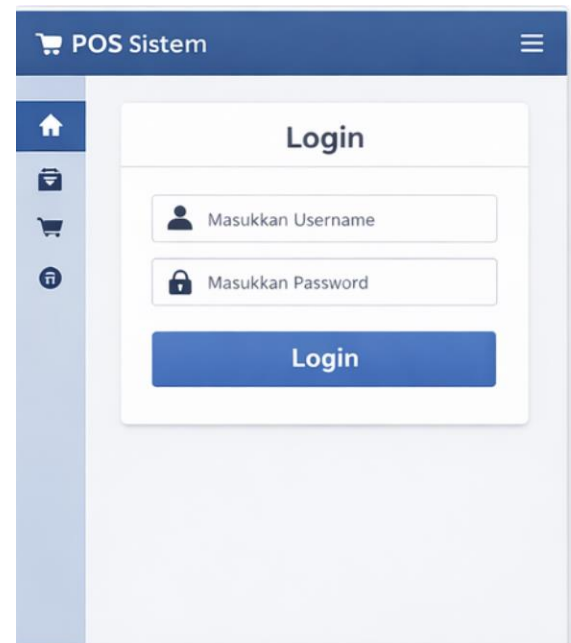 POS Sistem
Login
Masukkan Username
Masukkan Password
Login